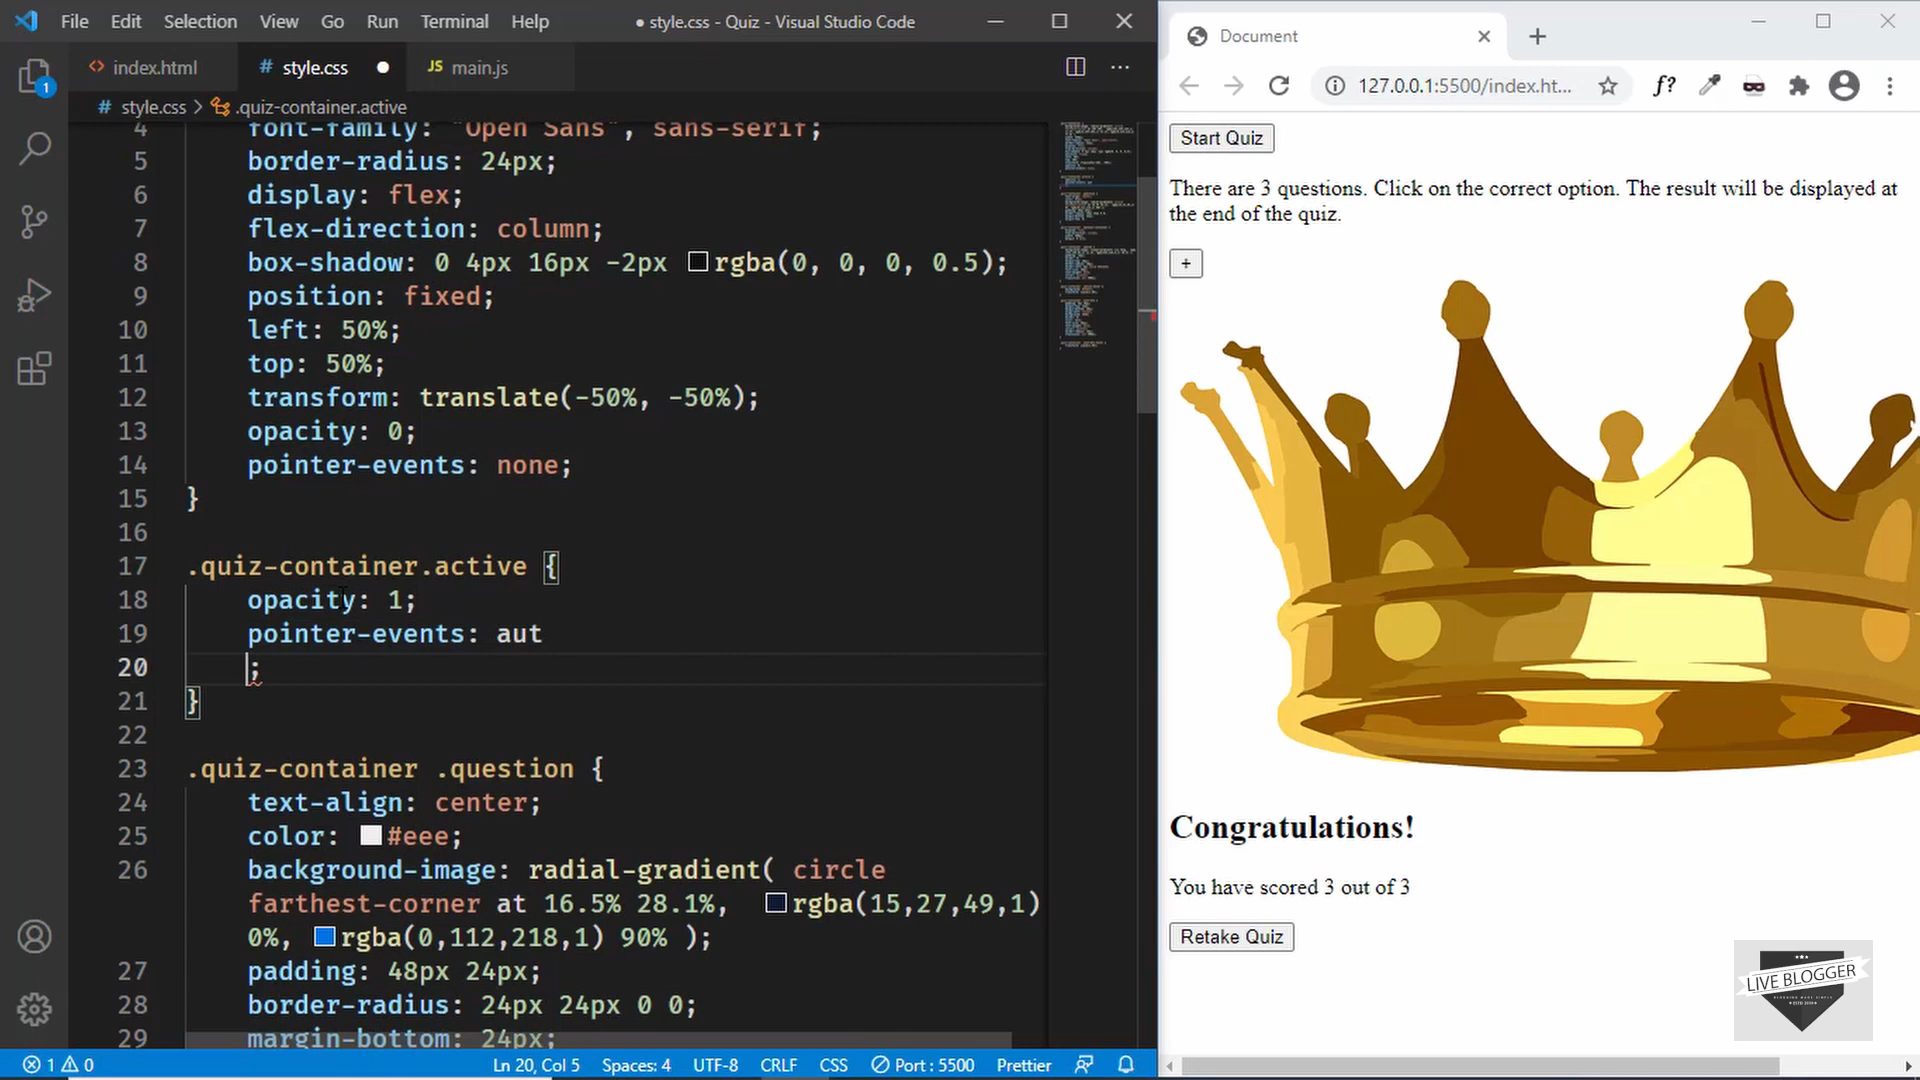 File Edit Selection View Go Run Terminal Help ● style.css - Quiz - Visual Studio Code
index.html # style.css ● JS main.js
# style.css > .quiz-container.active
4 font-family: "Open Sans", sans-serif;
5 border-radius: 24px;
6 display: flex;
7 flex-direction: column;
8 box-shadow: 0 4px 16px -2px rgba(0, 0, 0, 0.5);
9 position: fixed;
10 left: 50%;
11 top: 50%;
12 transform: translate(-50%, -50%);
13 opacity: 0;
14 pointer-events: none;
15 }
16
17 .quiz-container.active {
18 opacity: 1;
19 pointer-events: aut
20 ;
21 }
22
23 .quiz-container .question {
24 text-align: center;
25 color: #eee;
26 background-image: radial-gradient( circle
farthest-corner at 16.5% 28.1%, rgba(15,27,49,1)
0%, rgba(0,112,218,1) 90% );
27 padding: 48px 24px;
28 border-radius: 24px 24px 0 0;
29 margin-bottom: 24px;
1
1 0 Ln 20, Col 5 Spaces: 4 UTF-8 CRLF CSS Port : 5500 Prettier
Document
127.0.0.1:5500/index.ht... f?
Start Quiz
There are 3 questions. Click on the correct option. The result will be displayed at
the end of the quiz.
+
Congratulations!
You have scored 3 out of 3
Retake Quiz
LIVE BLOGGER